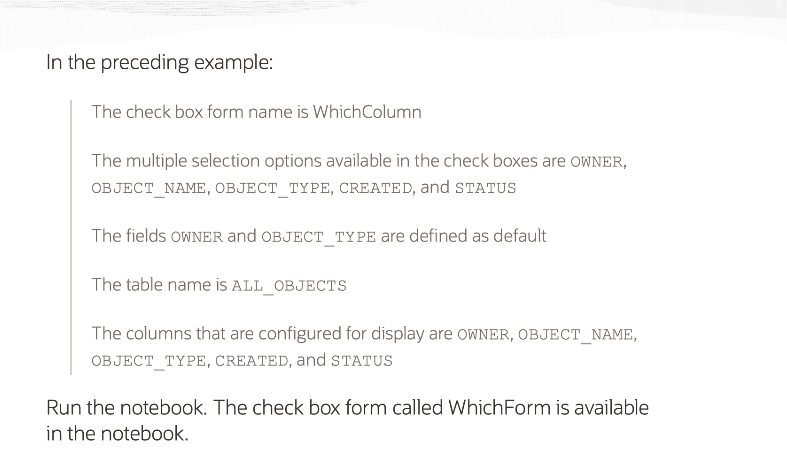 In the preceding example:
The check box form name is WhichColumn
The multiple selection options available in the check boxes are OWNER,
OBJECT_NAME, OBJECT_TYPE, CREATED, and STATUS
The fields OWNER and OBJECT_TYPE are defined as default
The table name is ALL_OBJECTS
The columns that are configured for display are OWNER, OBJECT_NAME,
OBJECT_TYPE, CREATED, and STATUS
Run the notebook. The check box form called WhichForm is available
in the notebook.